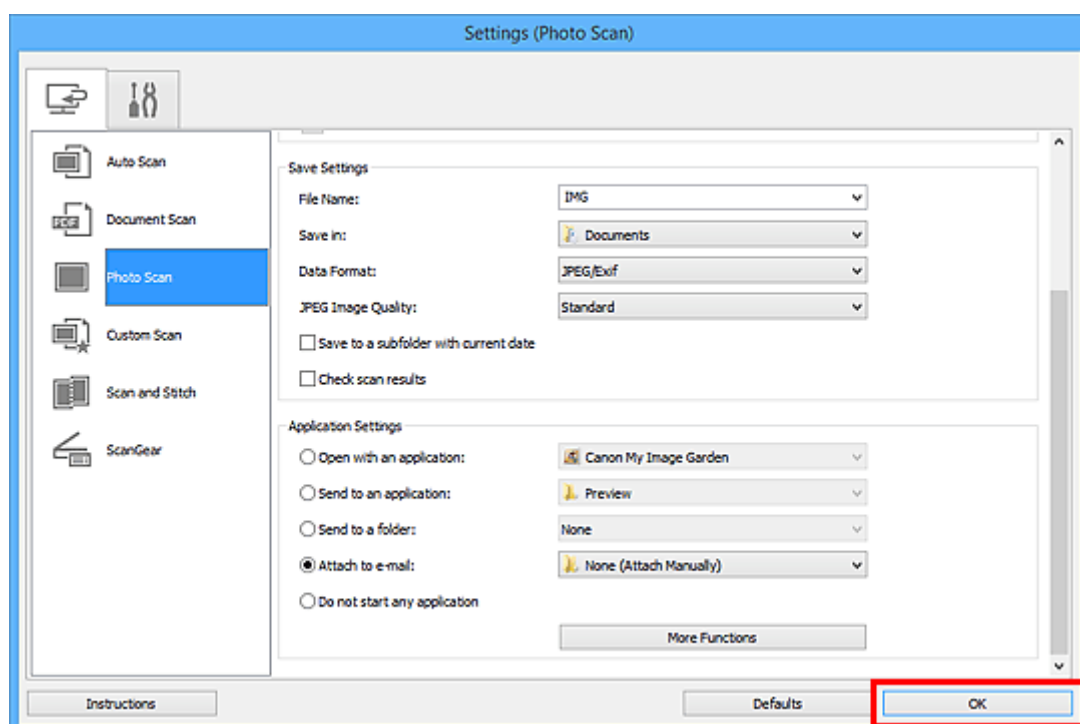 Settings (Photo Scan)
Auto Scan
Document Scan
Photo Scan
Custom Scan
Scan and Stitch
ScanGear
Save Settings
File Name: IMG
Save in: Documents
Data Format: JPEG/Exif
JPEG Image Quality: Standard
Save to a subfolder with current date
Check scan results
Application Settings
Open with an application: Canon My Image Garden
Send to an application: Preview
Send to a folder: None
Attach to e-mail: None (Attach Manually)
Do not start any application
More Functions
Instructions Defaults OK